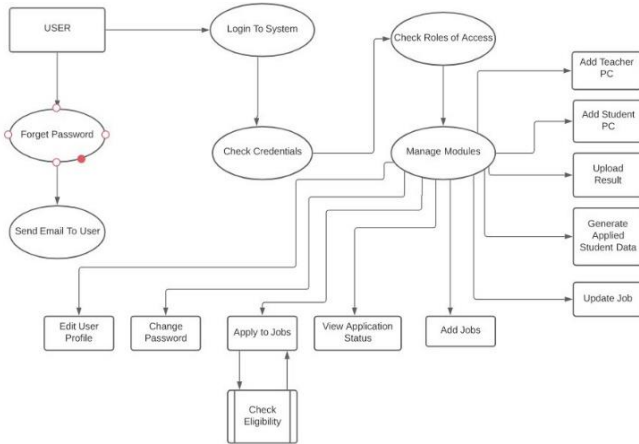 USER
Login To System
Check Roles of Access
Add Teacher
PC
Add Student
PC
Forget Password
Check Credentials
Manage Modules
Upload
Result
Send Email To User
Generate
Applied
Student Data
Update Job
Edit User
Profile
Change
Password
Apply to Jobs
View Application
Status
Add Jobs
Check
Eligibility